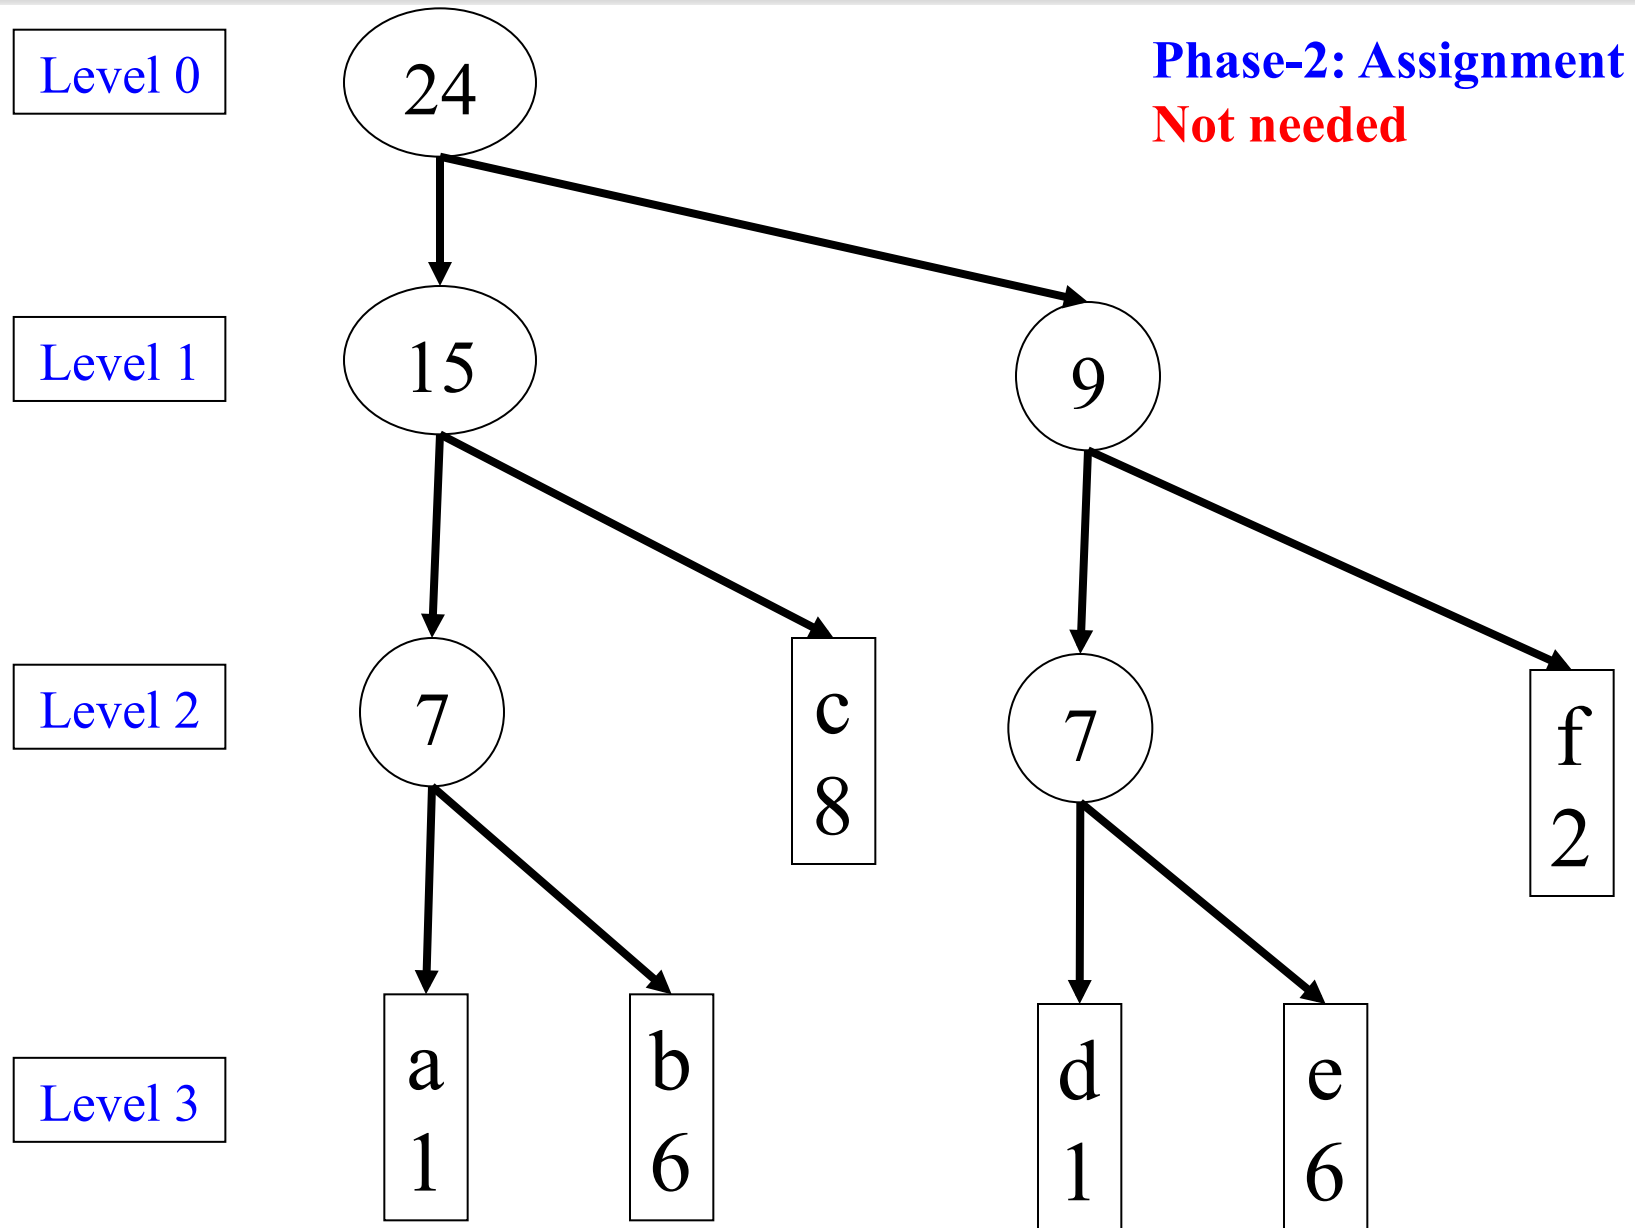 Level 0
24
Phase-2: Assignment
Not needed
Level 1
15
9
Level 2
7
c
8
7
f
2
Level 3
a
1
b
6
d
1
e
6